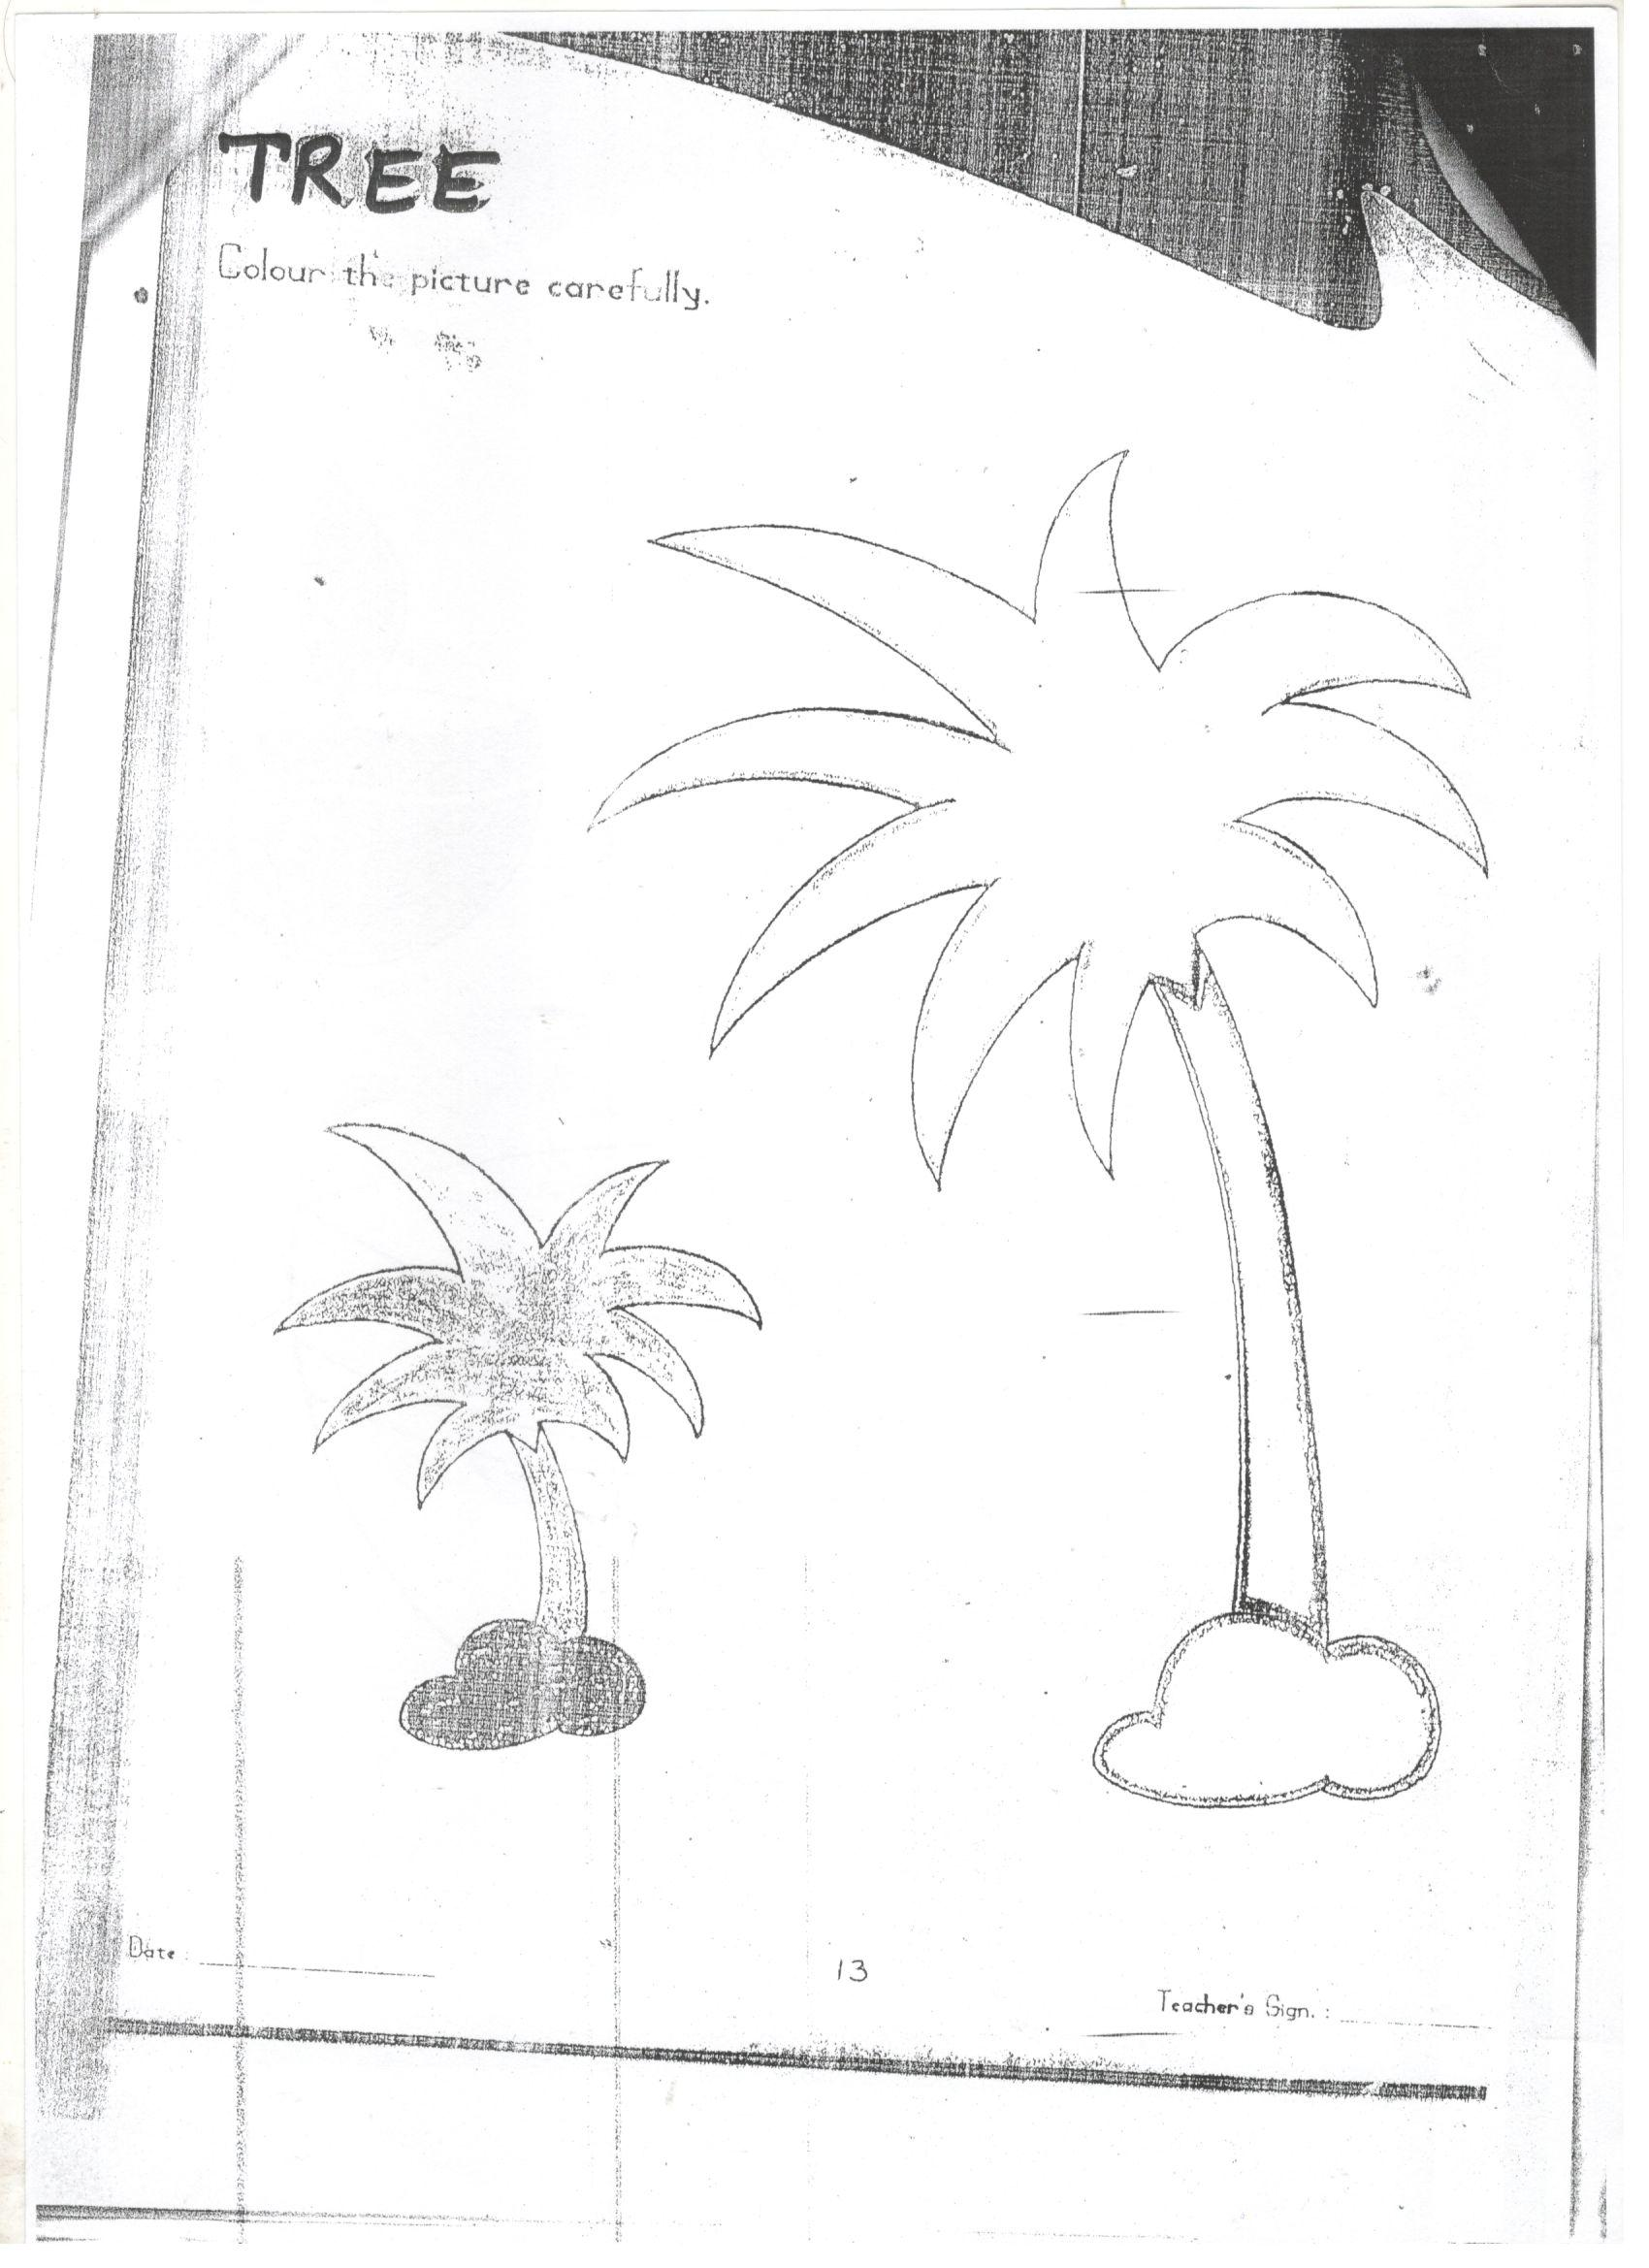 TREE
Colour the picture carefully.
Date :
13
Teacher's Sign. :